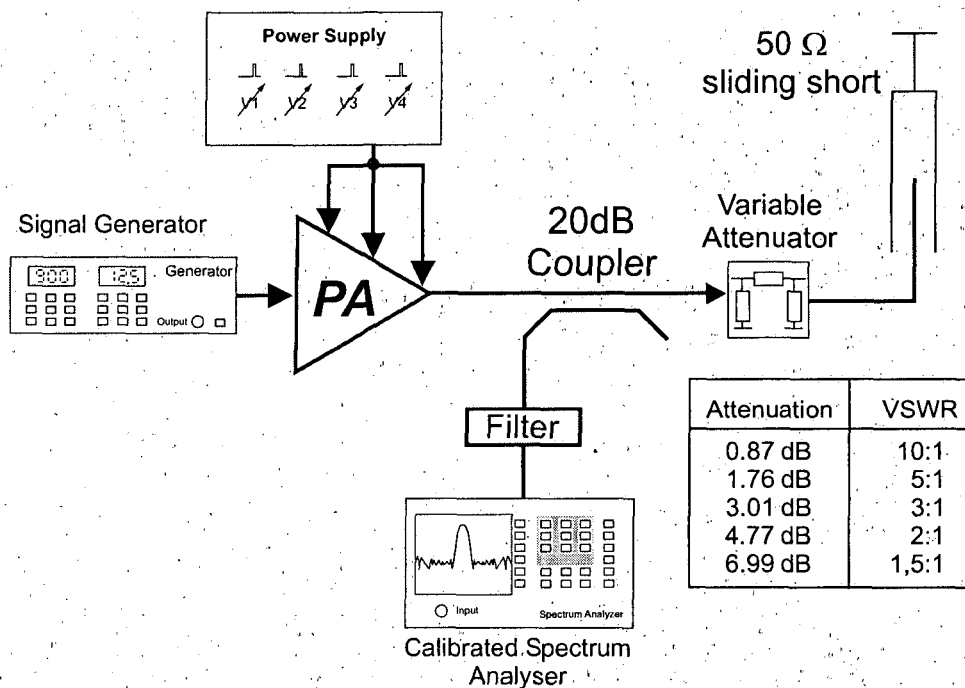 Power Supply
V1 V2 V3 V4
50 Ω
sliding short
Signal Generator
900 12.5 Generator
Output
PA
20dB
Coupler
Variable
Attenuator
Filter
Attenuation VSWR
0.87 dB 10:1
1.76 dB 5:1
3.01 dB 3:1
4.77 dB 2:1
6.99 dB 1,5:1
Input Spectrum Analyzer
Calibrated Spectrum
Analyser